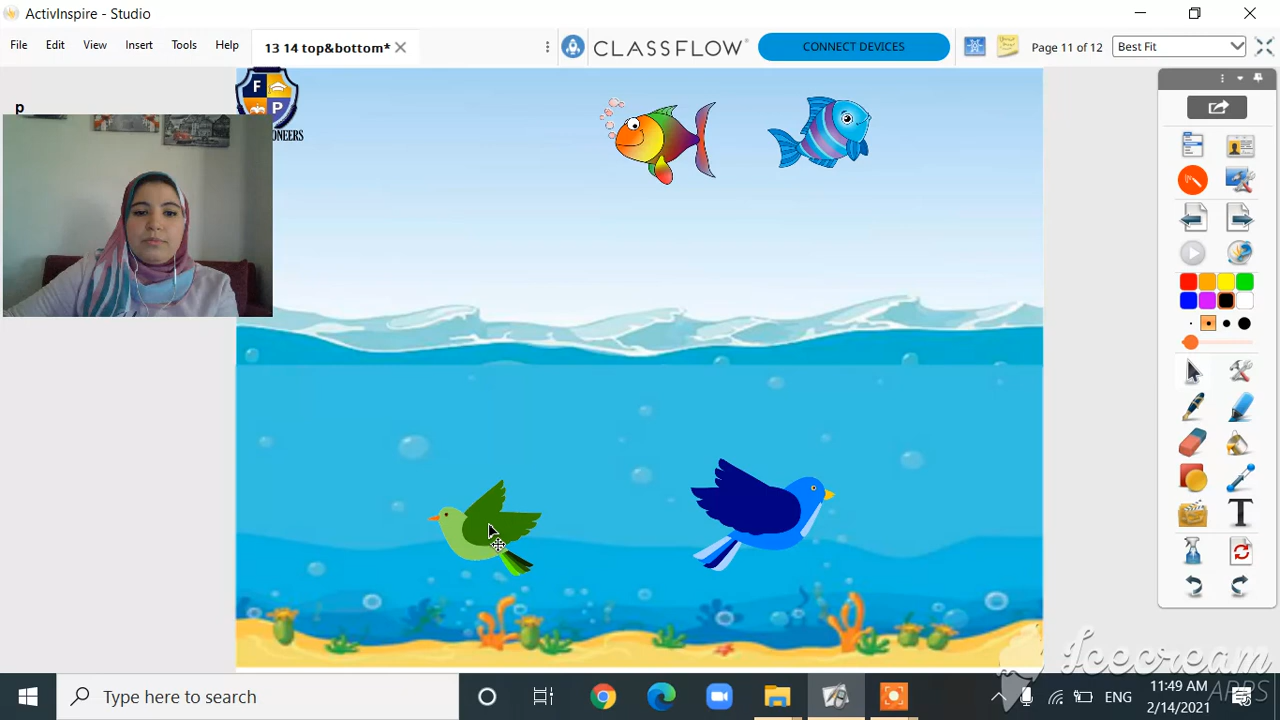 ActivInspire - Studio
File Edit View Insert Tools Help
13 14 top&bottom*
CLASSFLOW
CONNECT DEVICES
Page 11 of 12
Best Fit
F
P
p
T
Icecream
APPS
Type here to search
ENG
11:49 AM
2/14/2021